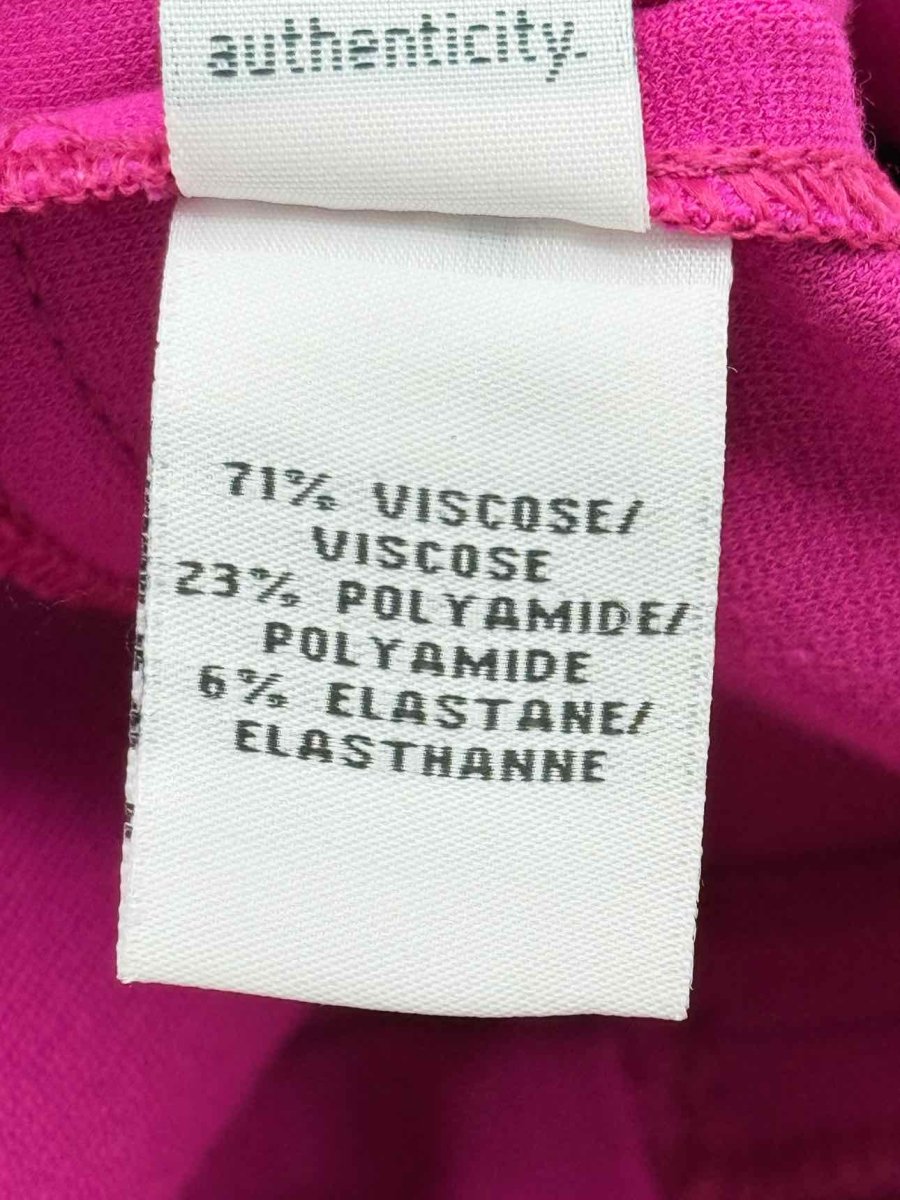 authenticity.
71% VISCOSE/
VISCOSE
23% POLYAMIDE/
POLYAMIDE
6% ELASTANE/
ELASTHANNE